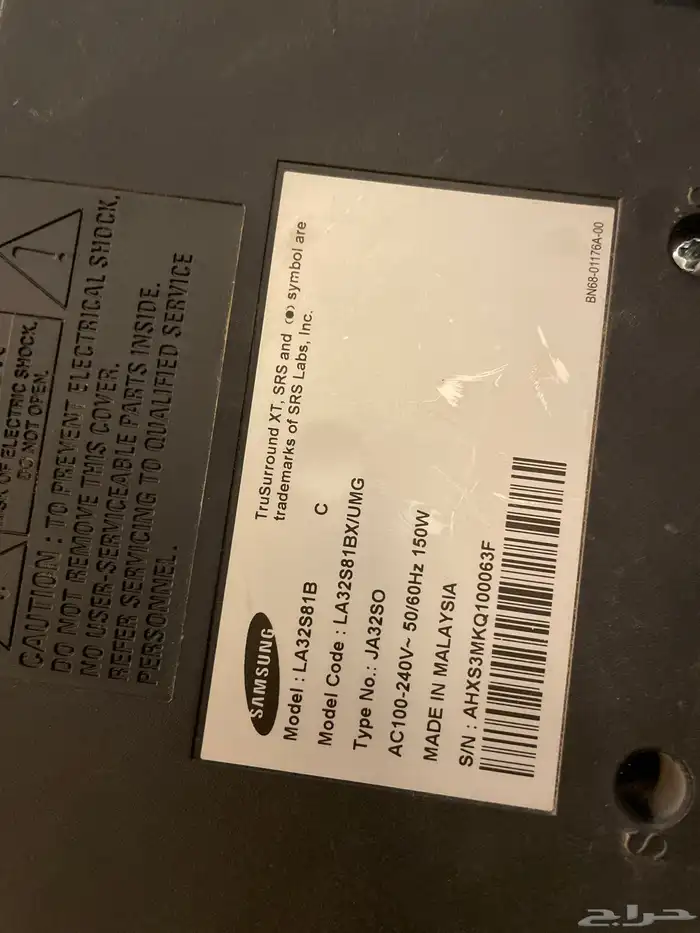 RISK OF ELECTRIC SHOCK,
DO NOT OPEN.
CAUTION : TO PREVENT ELECTRICAL SHOCK,
DO NOT REMOVE THIS COVER.
NO USER-SERVICEABLE PARTS INSIDE.
REFER SERVICING TO QUALIFIED SERVICE
PERSONNEL.
SAMSUNG
TruSurround XT, SRS and (●) symbol are
trademarks of SRS Labs, Inc.
Model : LA32S81B
C
Model Code : LA32S81BX/UMG
Type No.: JA32SO
AC100-240V~ 50/60Hz 150W
MADE IN MALAYSIA
S/N : AHXS3MKQ100063F
BN68-01176A-00
S
حراج